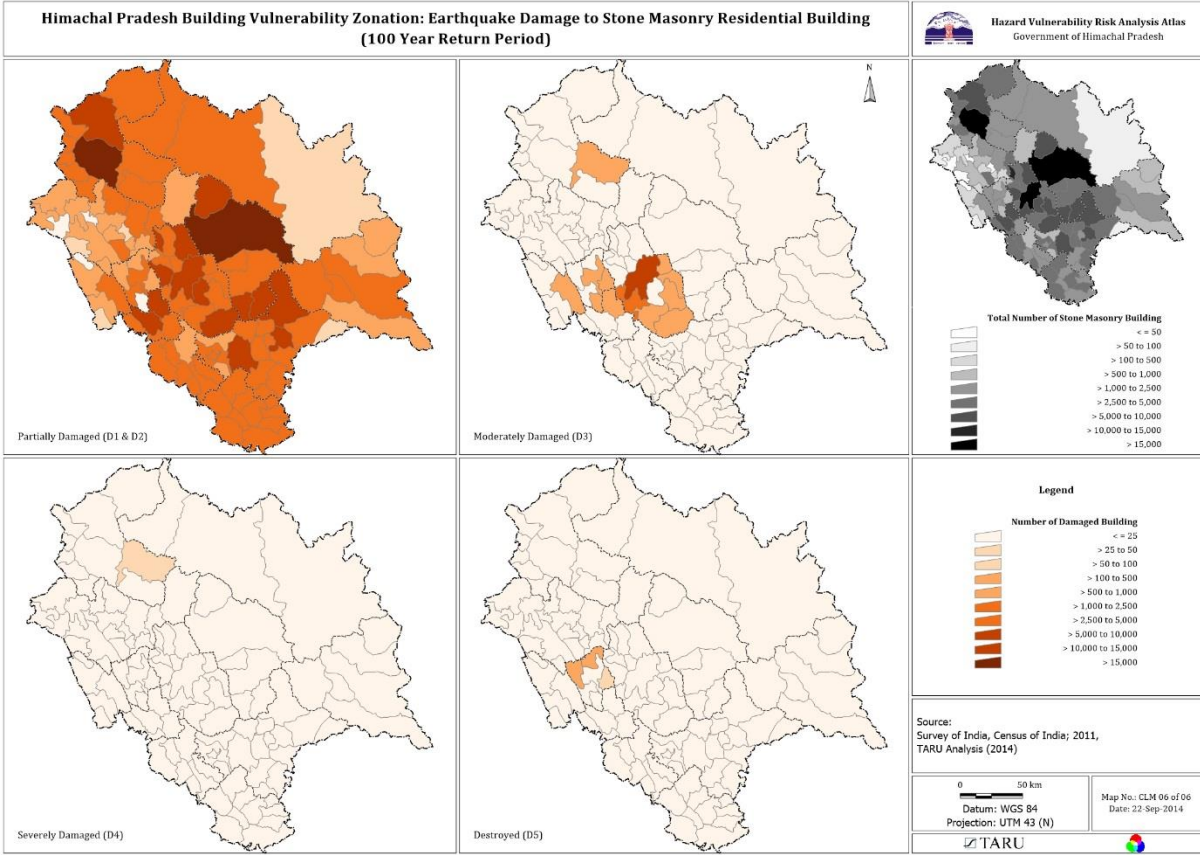 Himachal Pradesh Building Vulnerability Zonation: Earthquake Damage to Stone Masonry Residential Building
(100 Year Return Period)
Hazard Vulnerability Risk Analysis Atlas
Government of Himachal Pradesh
Partially Damaged (D1 & D2)
N
Moderately Damaged (D3)
Total Number of Stone Masonry Building
< = 50
> 50 to 100
> 100 to 500
> 500 to 1,000
> 1,000 to 2,500
> 2,500 to 5,000
> 5,000 to 10,000
> 10,000 to 15,000
> 15,000
Severely Damaged (D4)
Destroyed (D5)
Legend
Number of Damaged Building
< = 25
> 25 to 50
> 50 to 100
> 100 to 500
> 500 to 1,000
> 1,000 to 2,500
> 2,500 to 5,000
> 5,000 to 10,000
> 10,000 to 15,000
> 15,000
Source:
Survey of India, Census of India; 2011,
TARU Analysis (2014)
0 50 km
Datum: WGS 84
Projection: UTM 43 (N)
Map No.: CLM 06 of 06
Date: 22-Sep-2014
TARU